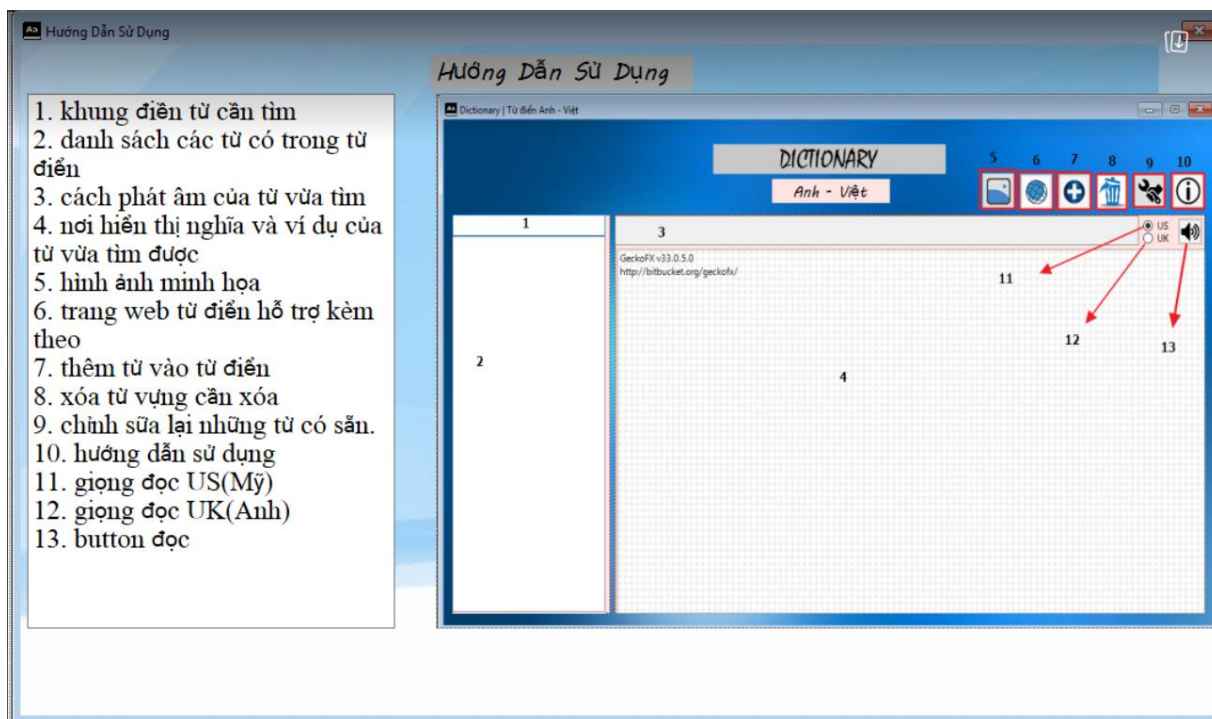 Hướng Dẫn Sử Dụng
Hướng Dẫn Sử Dụng
1. khung điền từ cần tìm
2. danh sách các từ có trong từ
điển
3. cách phát âm của từ vừa tìm
4. nơi hiển thị nghĩa và ví dụ của
từ vừa tìm được
5. hình ảnh minh họa
6. trang web từ điển hỗ trợ kèm
theo
7. thêm từ vào từ điển
8. xóa từ vựng cần xóa
9. chỉnh sữa lại những từ có sẵn.
10. hướng dẫn sử dụng
11. giọng đọc US(Mỹ)
12. giọng đọc UK(Anh)
13. button đọc
Dictionary | Từ điển Anh - Việt
DICTIONARY
Anh - Việt
5 6 7 8 9 10
1
3
US
UK
GeckoFX v33.0.5.0
http://bitbucket.org/geckofx/
11
12
13
2
4